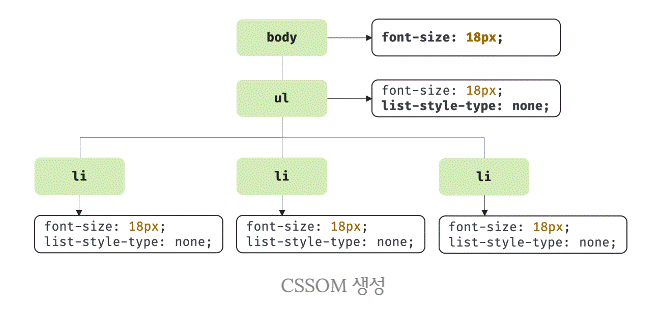 body
font-size: 18px;
ul
font-size: 18px;
list-style-type: none;
li
li
li
font-size: 18px;
list-style-type: none;
font-size: 18px;
list-style-type: none;
font-size: 18px;
list-style-type: none;
CSSOM 생성